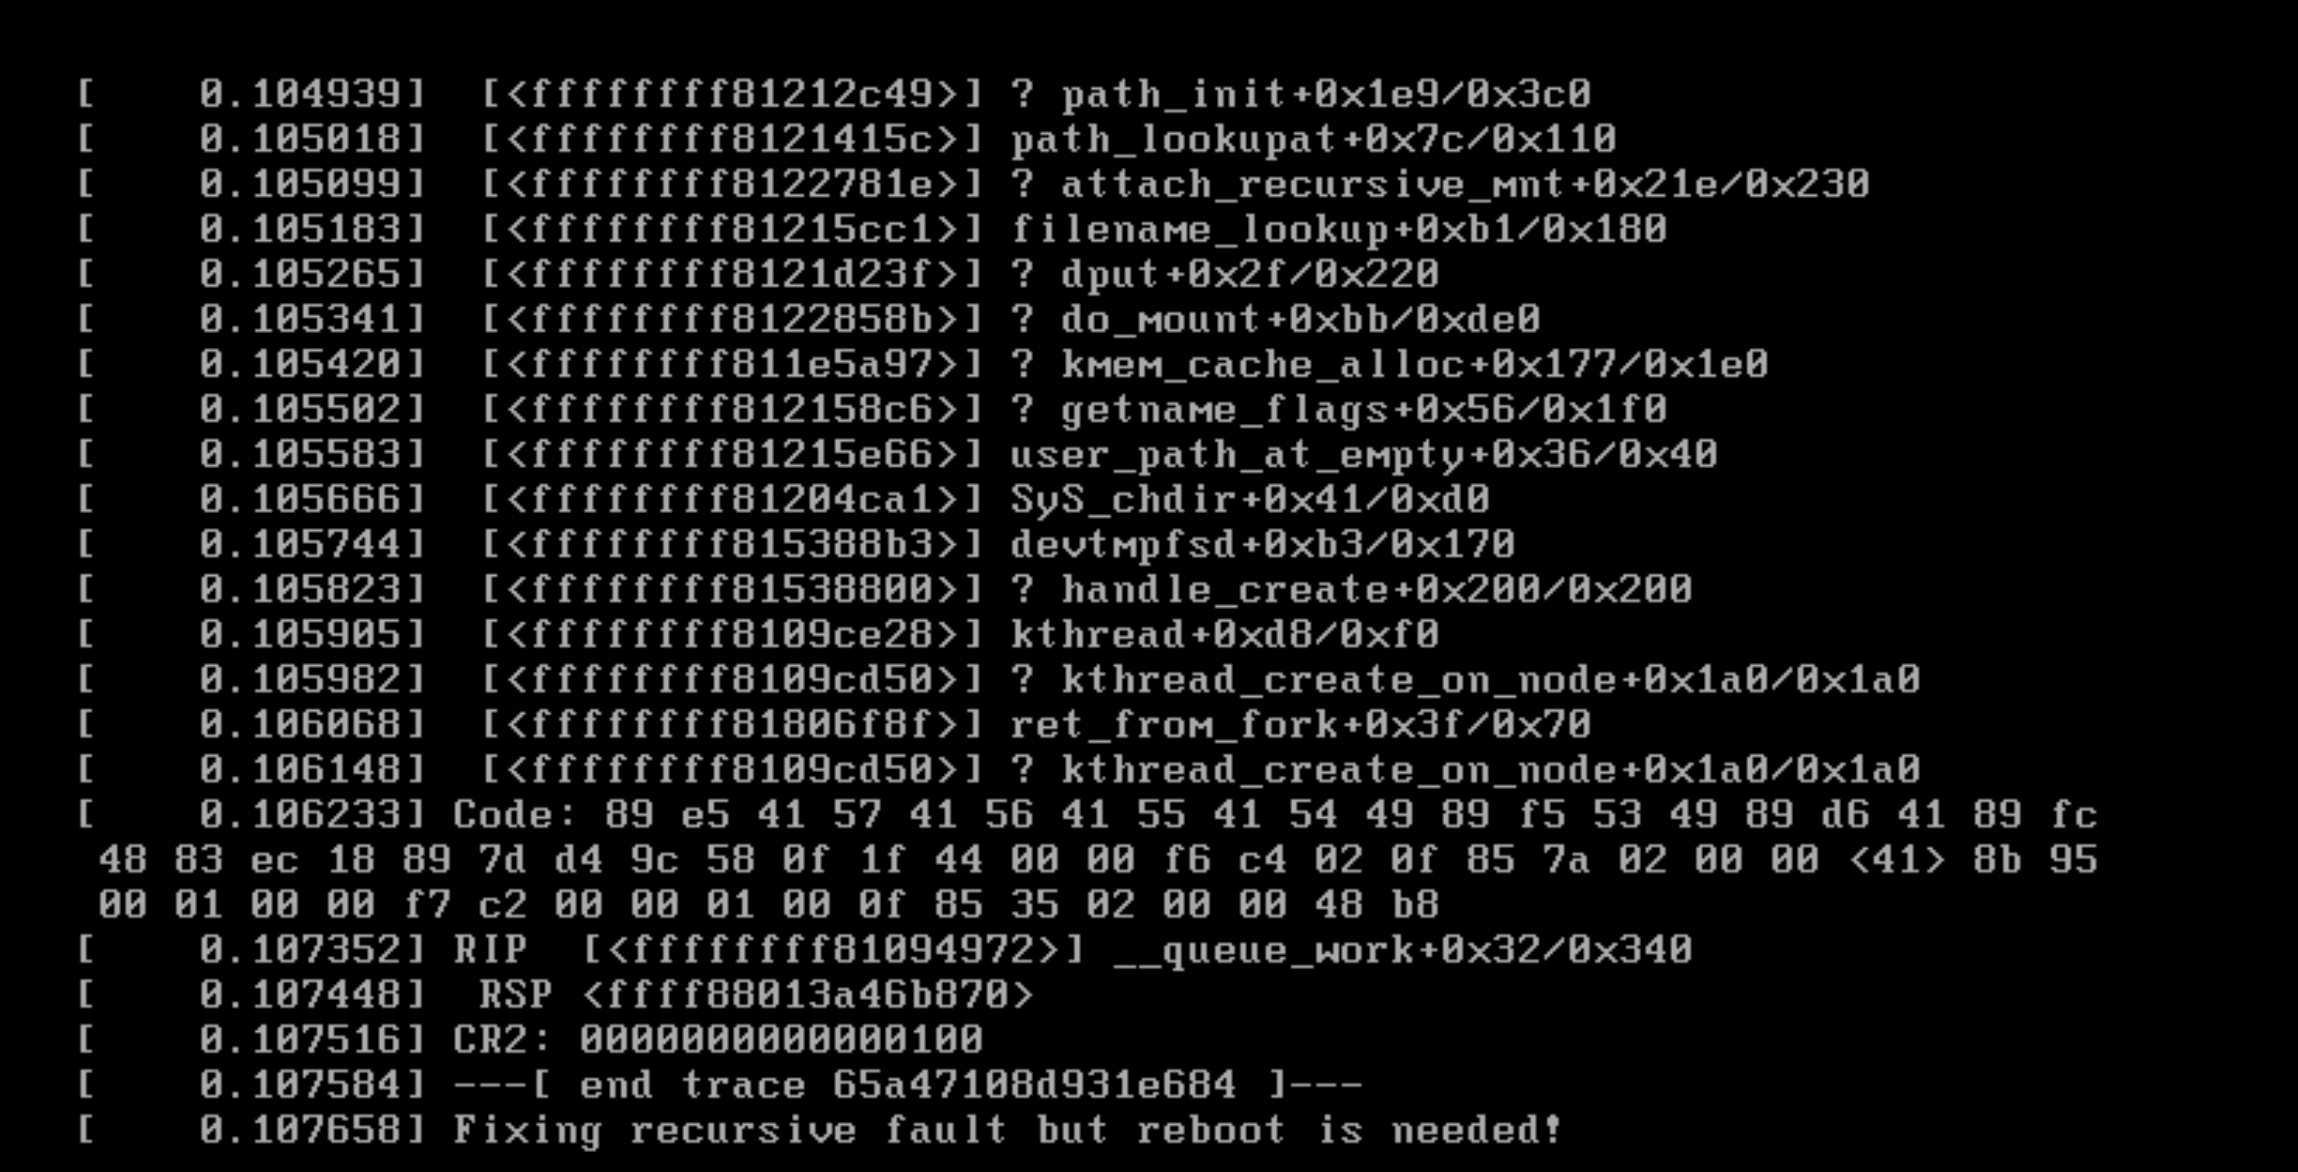 [    0.104939]  [<ffffffff81212c49>] ? path_init+0x1e9/0x3c0
[    0.105018]  [<ffffffff8121415c>] path_lookupat+0x7c/0x110
[    0.105099]  [<ffffffff8122781e>] ? attach_recursive_mnt+0x21e/0x230
[    0.105183]  [<ffffffff81215cc1>] filename_lookup+0xb1/0x180
[    0.105265]  [<ffffffff8121d23f>] ? dput+0x2f/0x220
[    0.105341]  [<ffffffff8122858b>] ? do_mount+0xbb/0xde0
[    0.105420]  [<ffffffff811e5a97>] ? kmem_cache_alloc+0x177/0x1e0
[    0.105502]  [<ffffffff812158c6>] ? getname_flags+0x56/0x1f0
[    0.105583]  [<ffffffff81215e66>] user_path_at_empty+0x36/0x40
[    0.105666]  [<ffffffff81204ca1>] SyS_chdir+0x41/0xd0
[    0.105744]  [<ffffffff815388b3>] devtmpfsd+0xb3/0x170
[    0.105823]  [<ffffffff81538800>] ? handle_create+0x200/0x200
[    0.105905]  [<ffffffff8109ce28>] kthread+0xd8/0xf0
[    0.105982]  [<ffffffff8109cd50>] ? kthread_create_on_node+0x1a0/0x1a0
[    0.106068]  [<ffffffff81806f8f>] ret_from_fork+0x3f/0x70
[    0.106148]  [<ffffffff8109cd50>] ? kthread_create_on_node+0x1a0/0x1a0
[    0.106233] Code: 89 e5 41 57 41 56 41 55 41 54 49 89 f5 53 49 89 d6 41 89 fc
48 83 ec 18 89 7d d4 9c 58 0f 1f 44 00 00 f6 c4 02 0f 85 7a 02 00 00 <41> 8b 95
00 01 00 00 f7 c2 00 00 01 00 0f 85 35 02 00 00 48 b8
[    0.107352] RIP  [<ffffffff81094972>] __queue_work+0x32/0x340
[    0.107448]  RSP <ffff88013a46b870>
[    0.107516] CR2: 0000000000000100
[    0.107584] ---[ end trace 65a47108d931e684 ]---
[    0.107658] Fixing recursive fault but reboot is needed!